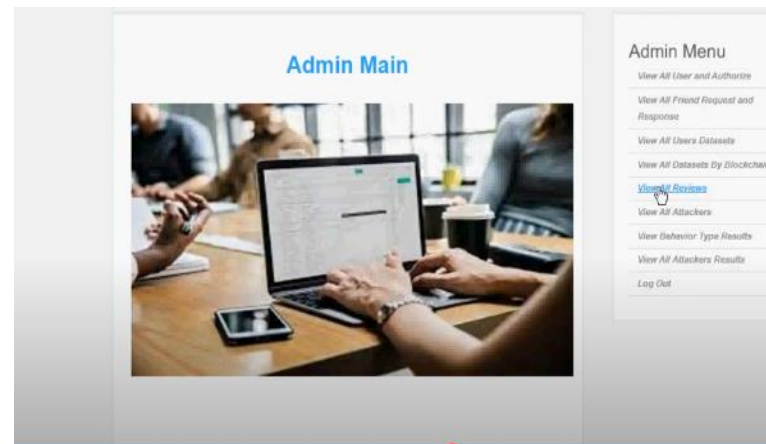 Admin Main
Admin Menu
View All User and Authorize
View All Friend Request and
Response
View All Users Datasets
View All Datasets By Blockchain
View All Reviews
View All Attackers
View Behavior Type Results
View All Attackers Results
Log Out